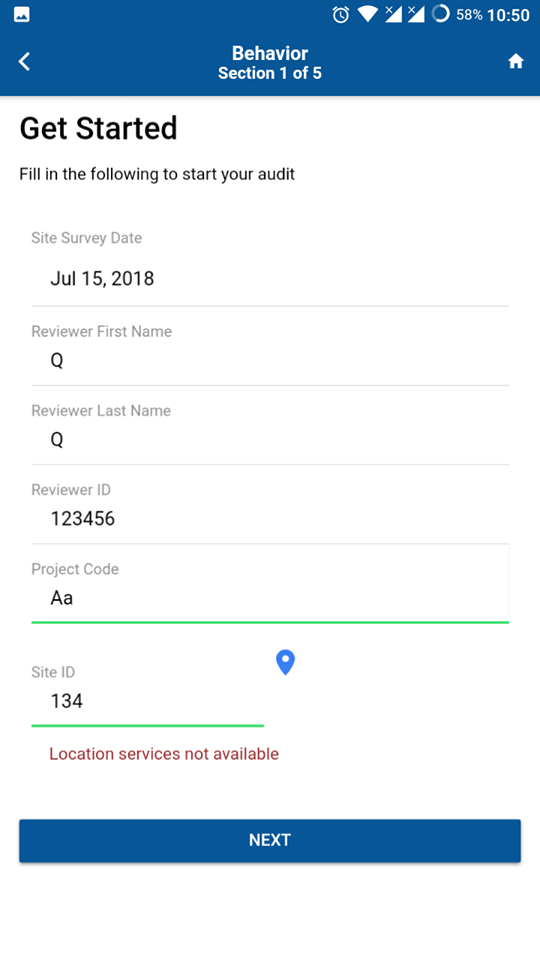 58% 10:50
Behavior
Section 1 of 5
Get Started
Fill in the following to start your audit
Site Survey Date
Jul 15, 2018
Reviewer First Name
Q
Reviewer Last Name
Q
Reviewer ID
123456
Project Code
Aa
Site ID
134
Location services not available
NEXT